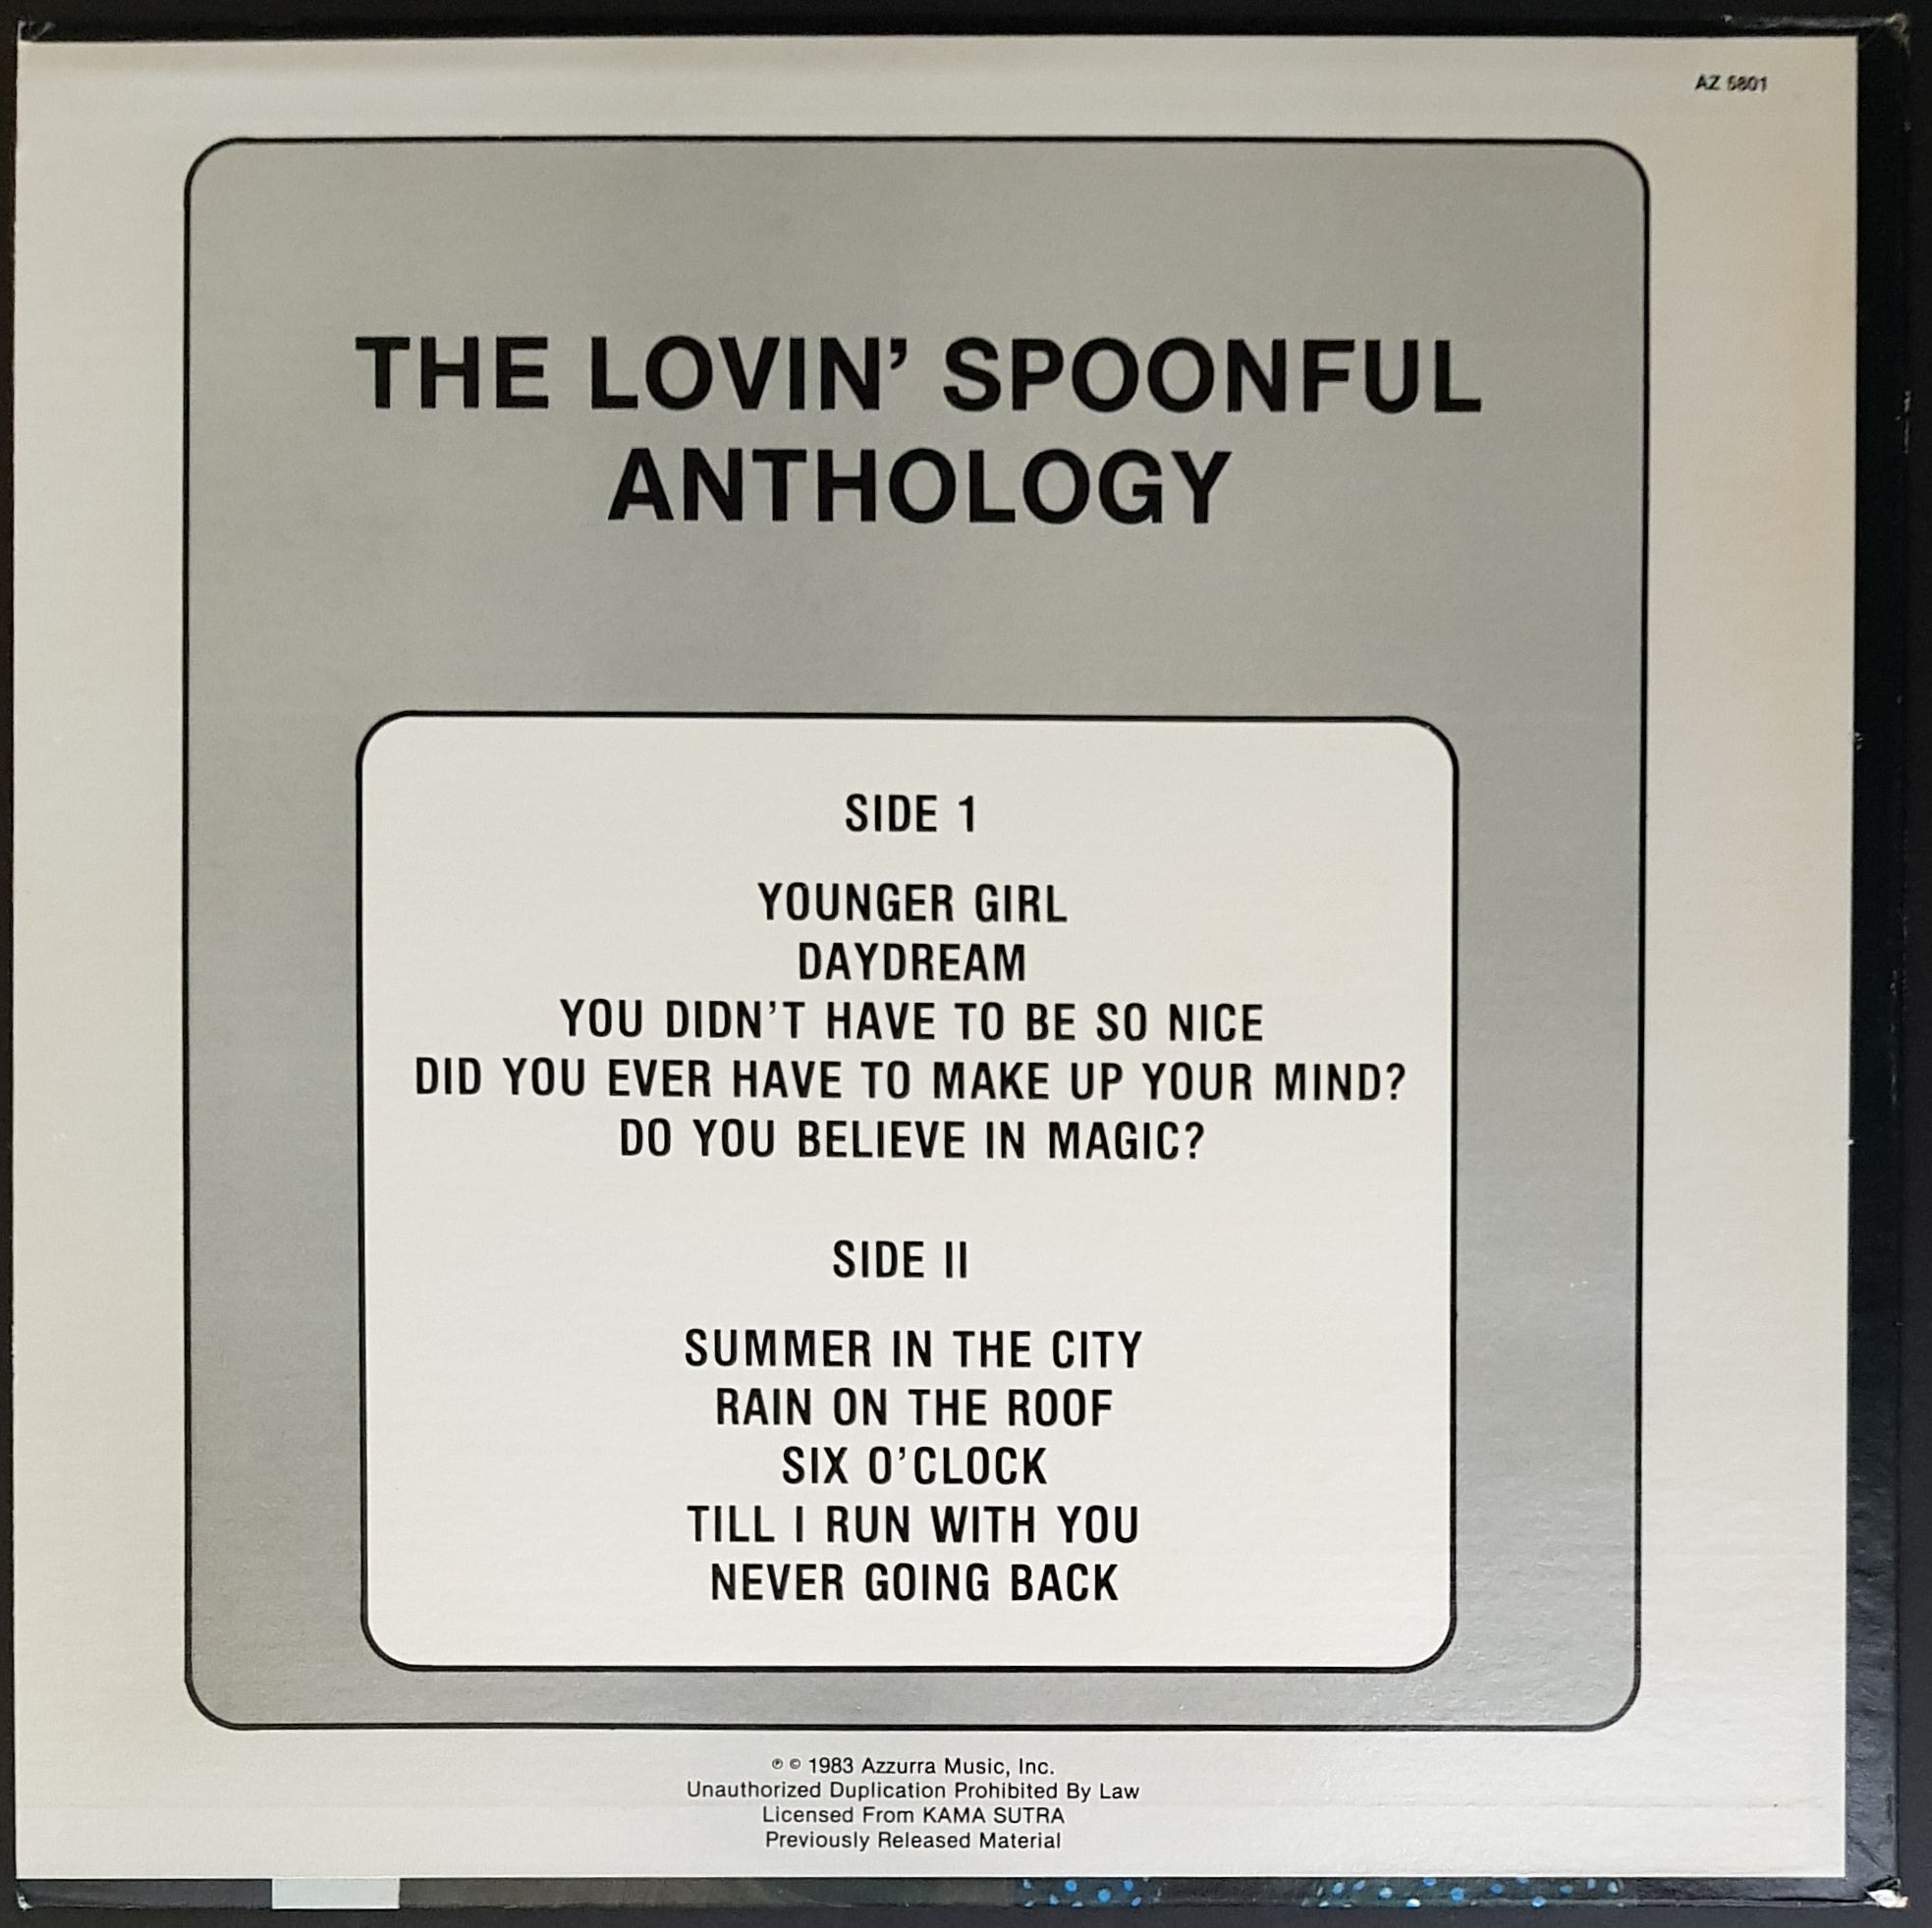 AZ 5801
THE LOVIN' SPOONFUL
ANTHOLOGY
SIDE 1
YOUNGER GIRL
DAYDREAM
YOU DIDN'T HAVE TO BE SO NICE
DID YOU EVER HAVE TO MAKE UP YOUR MIND?
DO YOU BELIEVE IN MAGIC?
SIDE II
SUMMER IN THE CITY
RAIN ON THE ROOF
SIX O'CLOCK
TILL I RUN WITH YOU
NEVER GOING BACK
℗ © 1983 Azzurra Music, Inc.
Unauthorized Duplication Prohibited By Law
Licensed From KAMA SUTRA
Previously Released Material